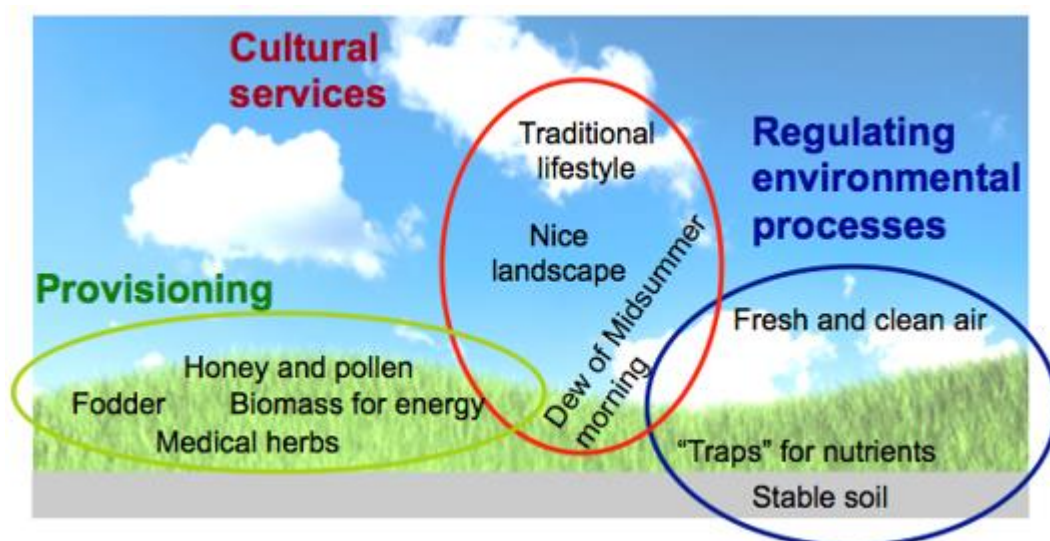 Cultural
services
Traditional
lifestyle
Nice
landscape
Dew of Midsummer
morning
Regulating
environmental
processes
Fresh and clean air
“Traps” for nutrients
Stable soil
Provisioning
Honey and pollen
Fodder Biomass for energy
Medical herbs